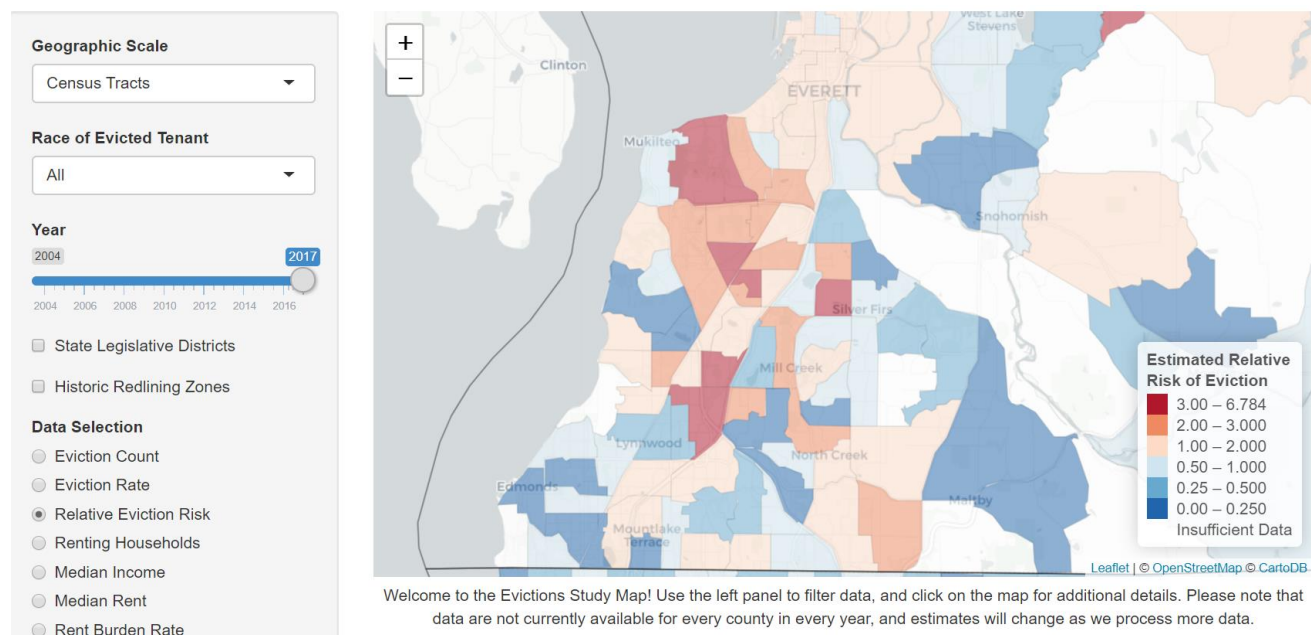 Geographic Scale
Census Tracts
Race of Evicted Tenant
All
Year
2004
2017
2004 2006 2008 2010 2012 2014 2016
State Legislative Districts
Historic Redlining Zones
Data Selection
Eviction Count
Eviction Rate
Relative Eviction Risk
Renting Households
Median Income
Median Rent
Rent Burden Rate
+
−
West Lake
Stevens
Clinton
EVERETT
Mukilteo
Snohomish
Silver Firs
Mill Creek
Lynnwood
North Creek
Edmonds
Maltby
Mountlake
Terrace
Estimated Relative
Risk of Eviction
3.00 – 6.784
2.00 – 3.000
1.00 – 2.000
0.50 – 1.000
0.25 – 0.500
0.00 – 0.250
Insufficient Data
Leaflet | © OpenStreetMap © CartoDB
Welcome to the Evictions Study Map! Use the left panel to filter data, and click on the map for additional details. Please note that
data are not currently available for every county in every year, and estimates will change as we process more data.